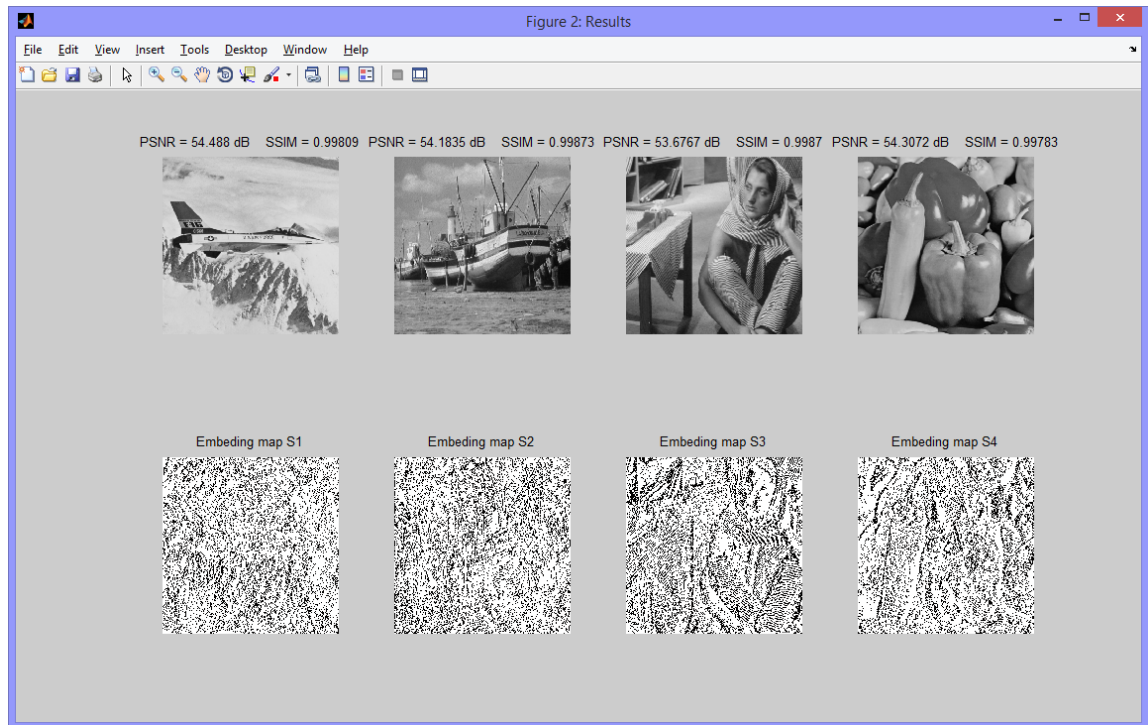 Figure 2: Results
File Edit View Insert Tools Desktop Window Help
PSNR = 54.488 dB SSIM = 0.99809 PSNR = 54.1835 dB SSIM = 0.99873 PSNR = 53.6767 dB SSIM = 0.9987 PSNR = 54.3072 dB SSIM = 0.99783
Embeding map S1 Embeding map S2 Embeding map S3 Embeding map S4